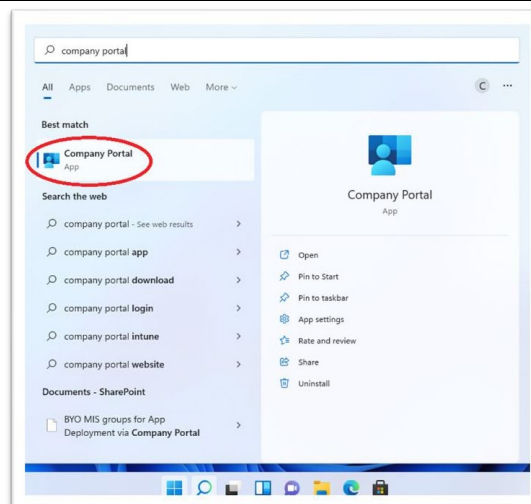 company portal
All Apps Documents Web More
C ...
Best match
Company Portal
App
Search the web
company portal - See web results
company portal app
company portal download
company portal login
company portal intune
company portal website
Documents - SharePoint
BYO MIS groups for App
Deployment via Company Portal
Company Portal
App
Open
Pin to Start
Pin to taskbar
App settings
Rate and review
Share
Uninstall